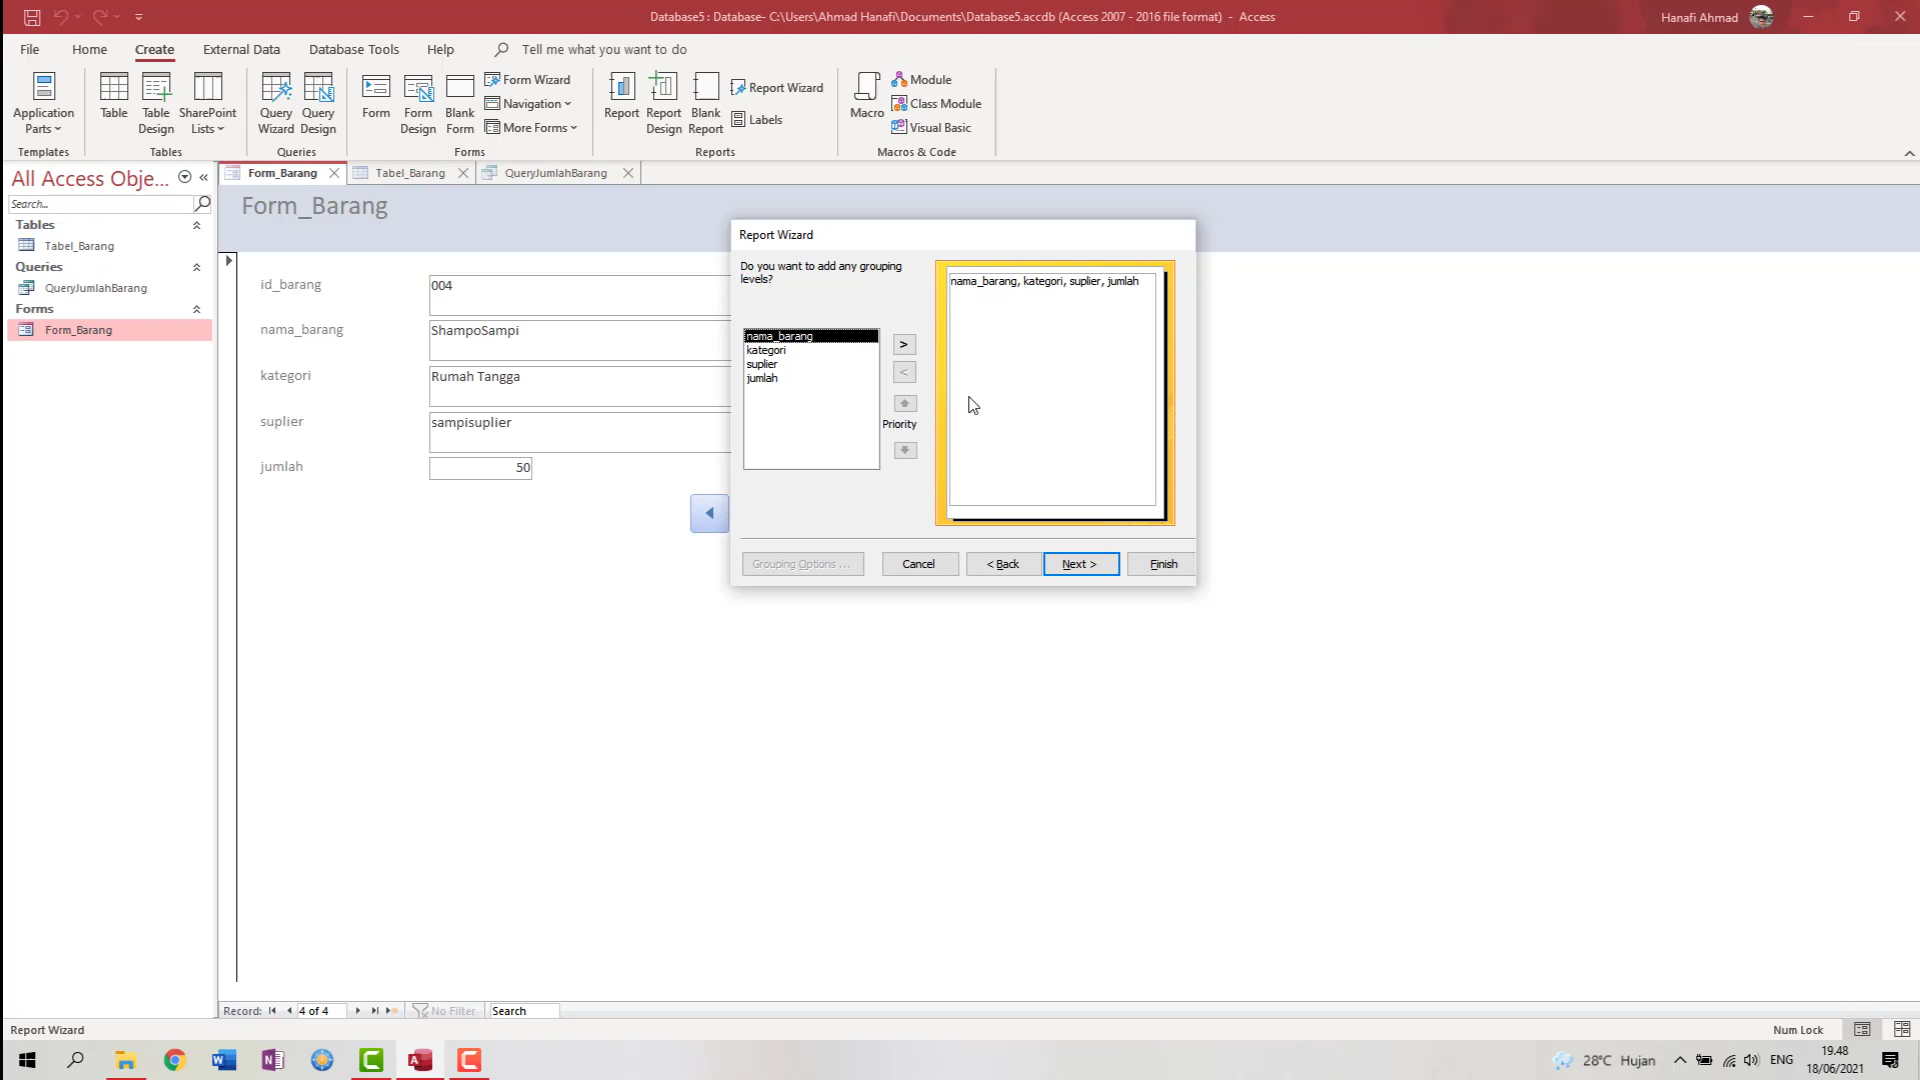 Database5 : Database- C:\Users\Ahmad Hanafi\Documents\Database5.accdb (Access 2007 - 2016 file format) - Access
Hanafi Ahmad
File Home Create External Data Database Tools Help Tell me what you want to do
Application Parts
Templates
Table
Table Design
SharePoint Lists
Tables
Query Wizard
Query Design
Queries
Form
Form Design
Blank Form
Form Wizard
Navigation
More Forms
Forms
Report
Report Design
Blank Report
Report Wizard
Labels
Reports
Macro
Module
Class Module
Visual Basic
Macros & Code
All Access Obje...
Search...
Tables
Tabel_Barang
Queries
QueryJumlahBarang
Forms
Form_Barang
Form_Barang Tabel_Barang QueryJumlahBarang
Form_Barang
id_barang 004
nama_barang ShampoSampi
kategori Rumah Tangga
suplier sampisuplier
jumlah 50
Report Wizard
Do you want to add any grouping
levels?
nama_barang
kategori
suplier
jumlah
>
<
Priority
nama_barang, kategori, suplier, jumlah
Grouping Options ... Cancel < Back Next > Finish
Record: 4 of 4 No Filter Search
Report Wizard
Num Lock
28°C Hujan
ENG
19.48
18/06/2021